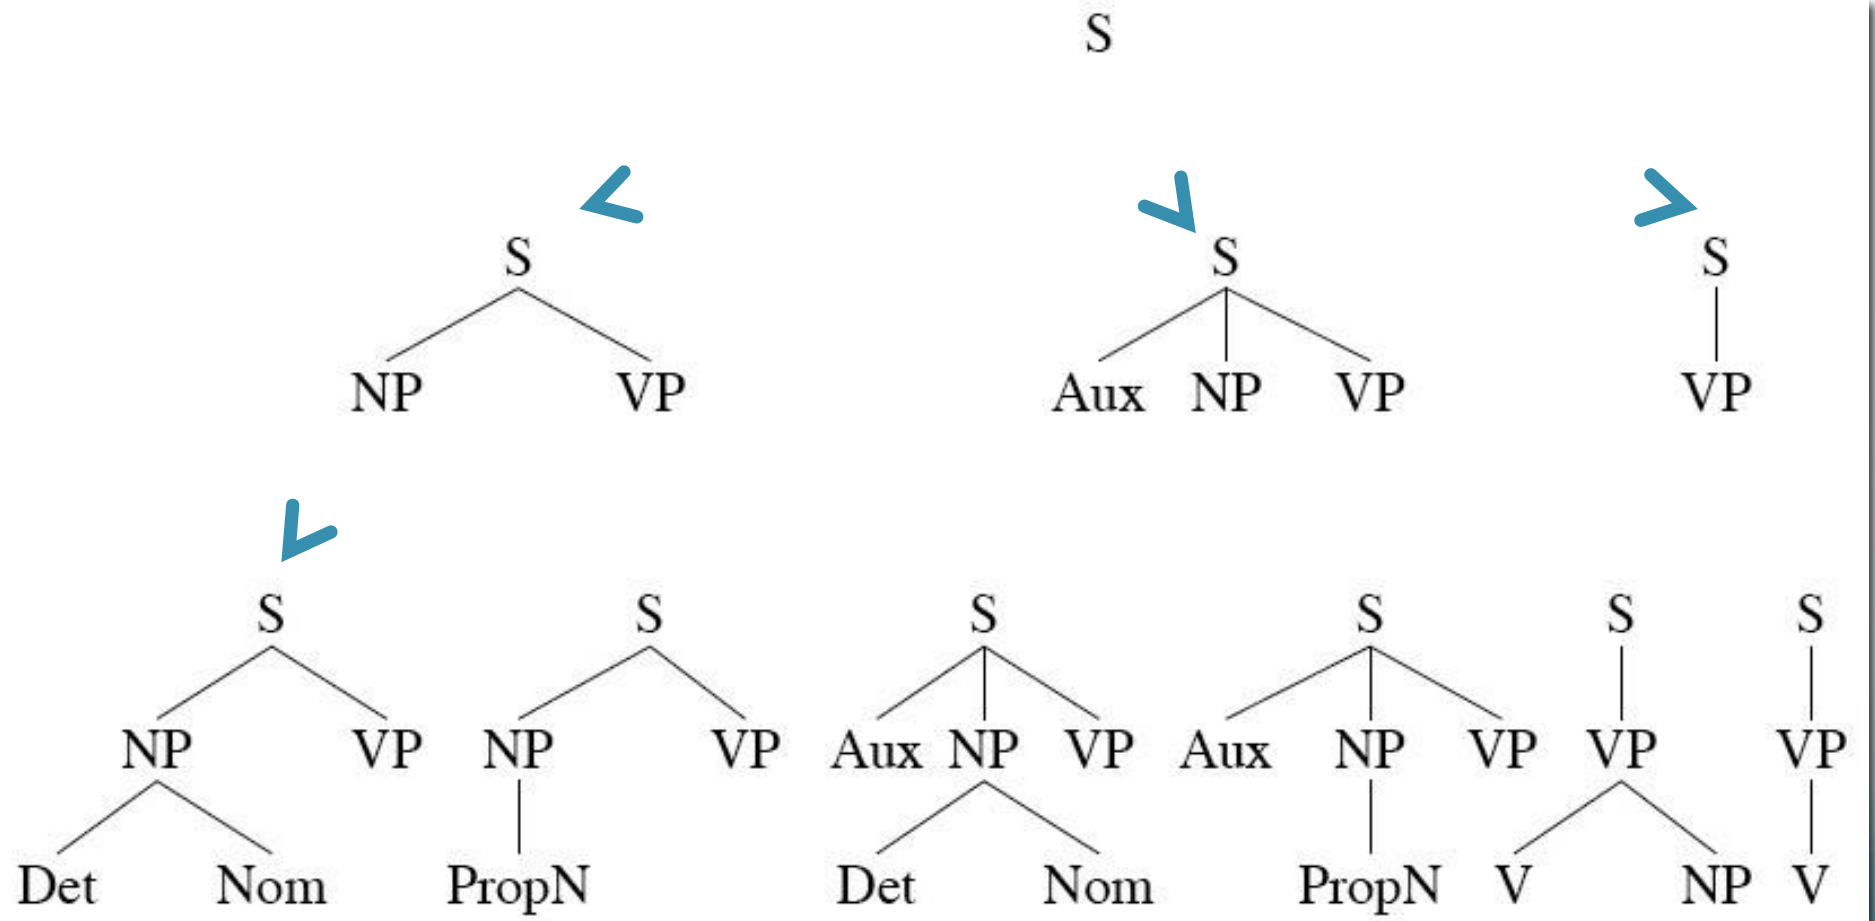 S
S S S
NP VP Aux NP VP VP
S S S S S S
NP VP NP VP Aux NP VP Aux NP VP VP VP
Det Nom PropN Det Nom PropN V NP V